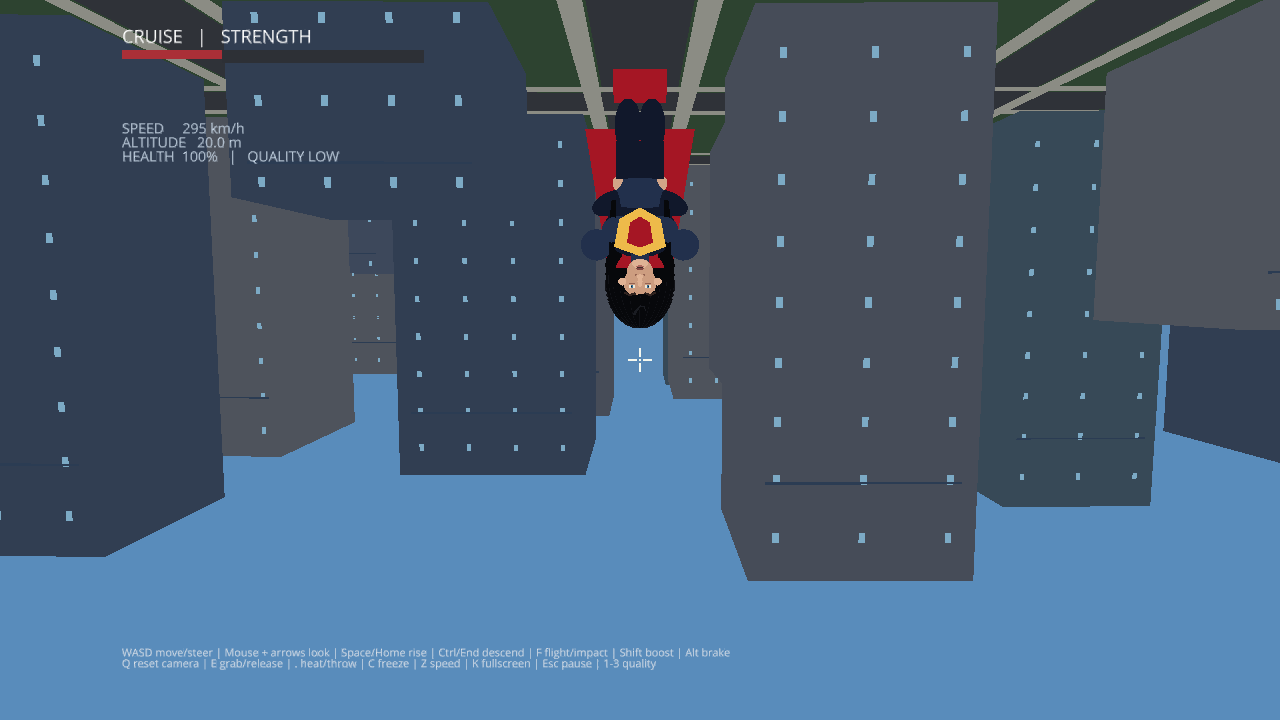 CRUISE | STRENGTH
SPEED 295 km/h
ALTITUDE 20.0 m
HEALTH 100% | QUALITY LOW
WASD move/steer | Mouse + arrows look | Space/Home rise | Ctrl/End descend | F flight/impact | Shift boost | Alt brake
Q reset camera | E grab/release | . heat/throw | C freeze | Z speed | K fullscreen | Esc pause | 1-3 quality